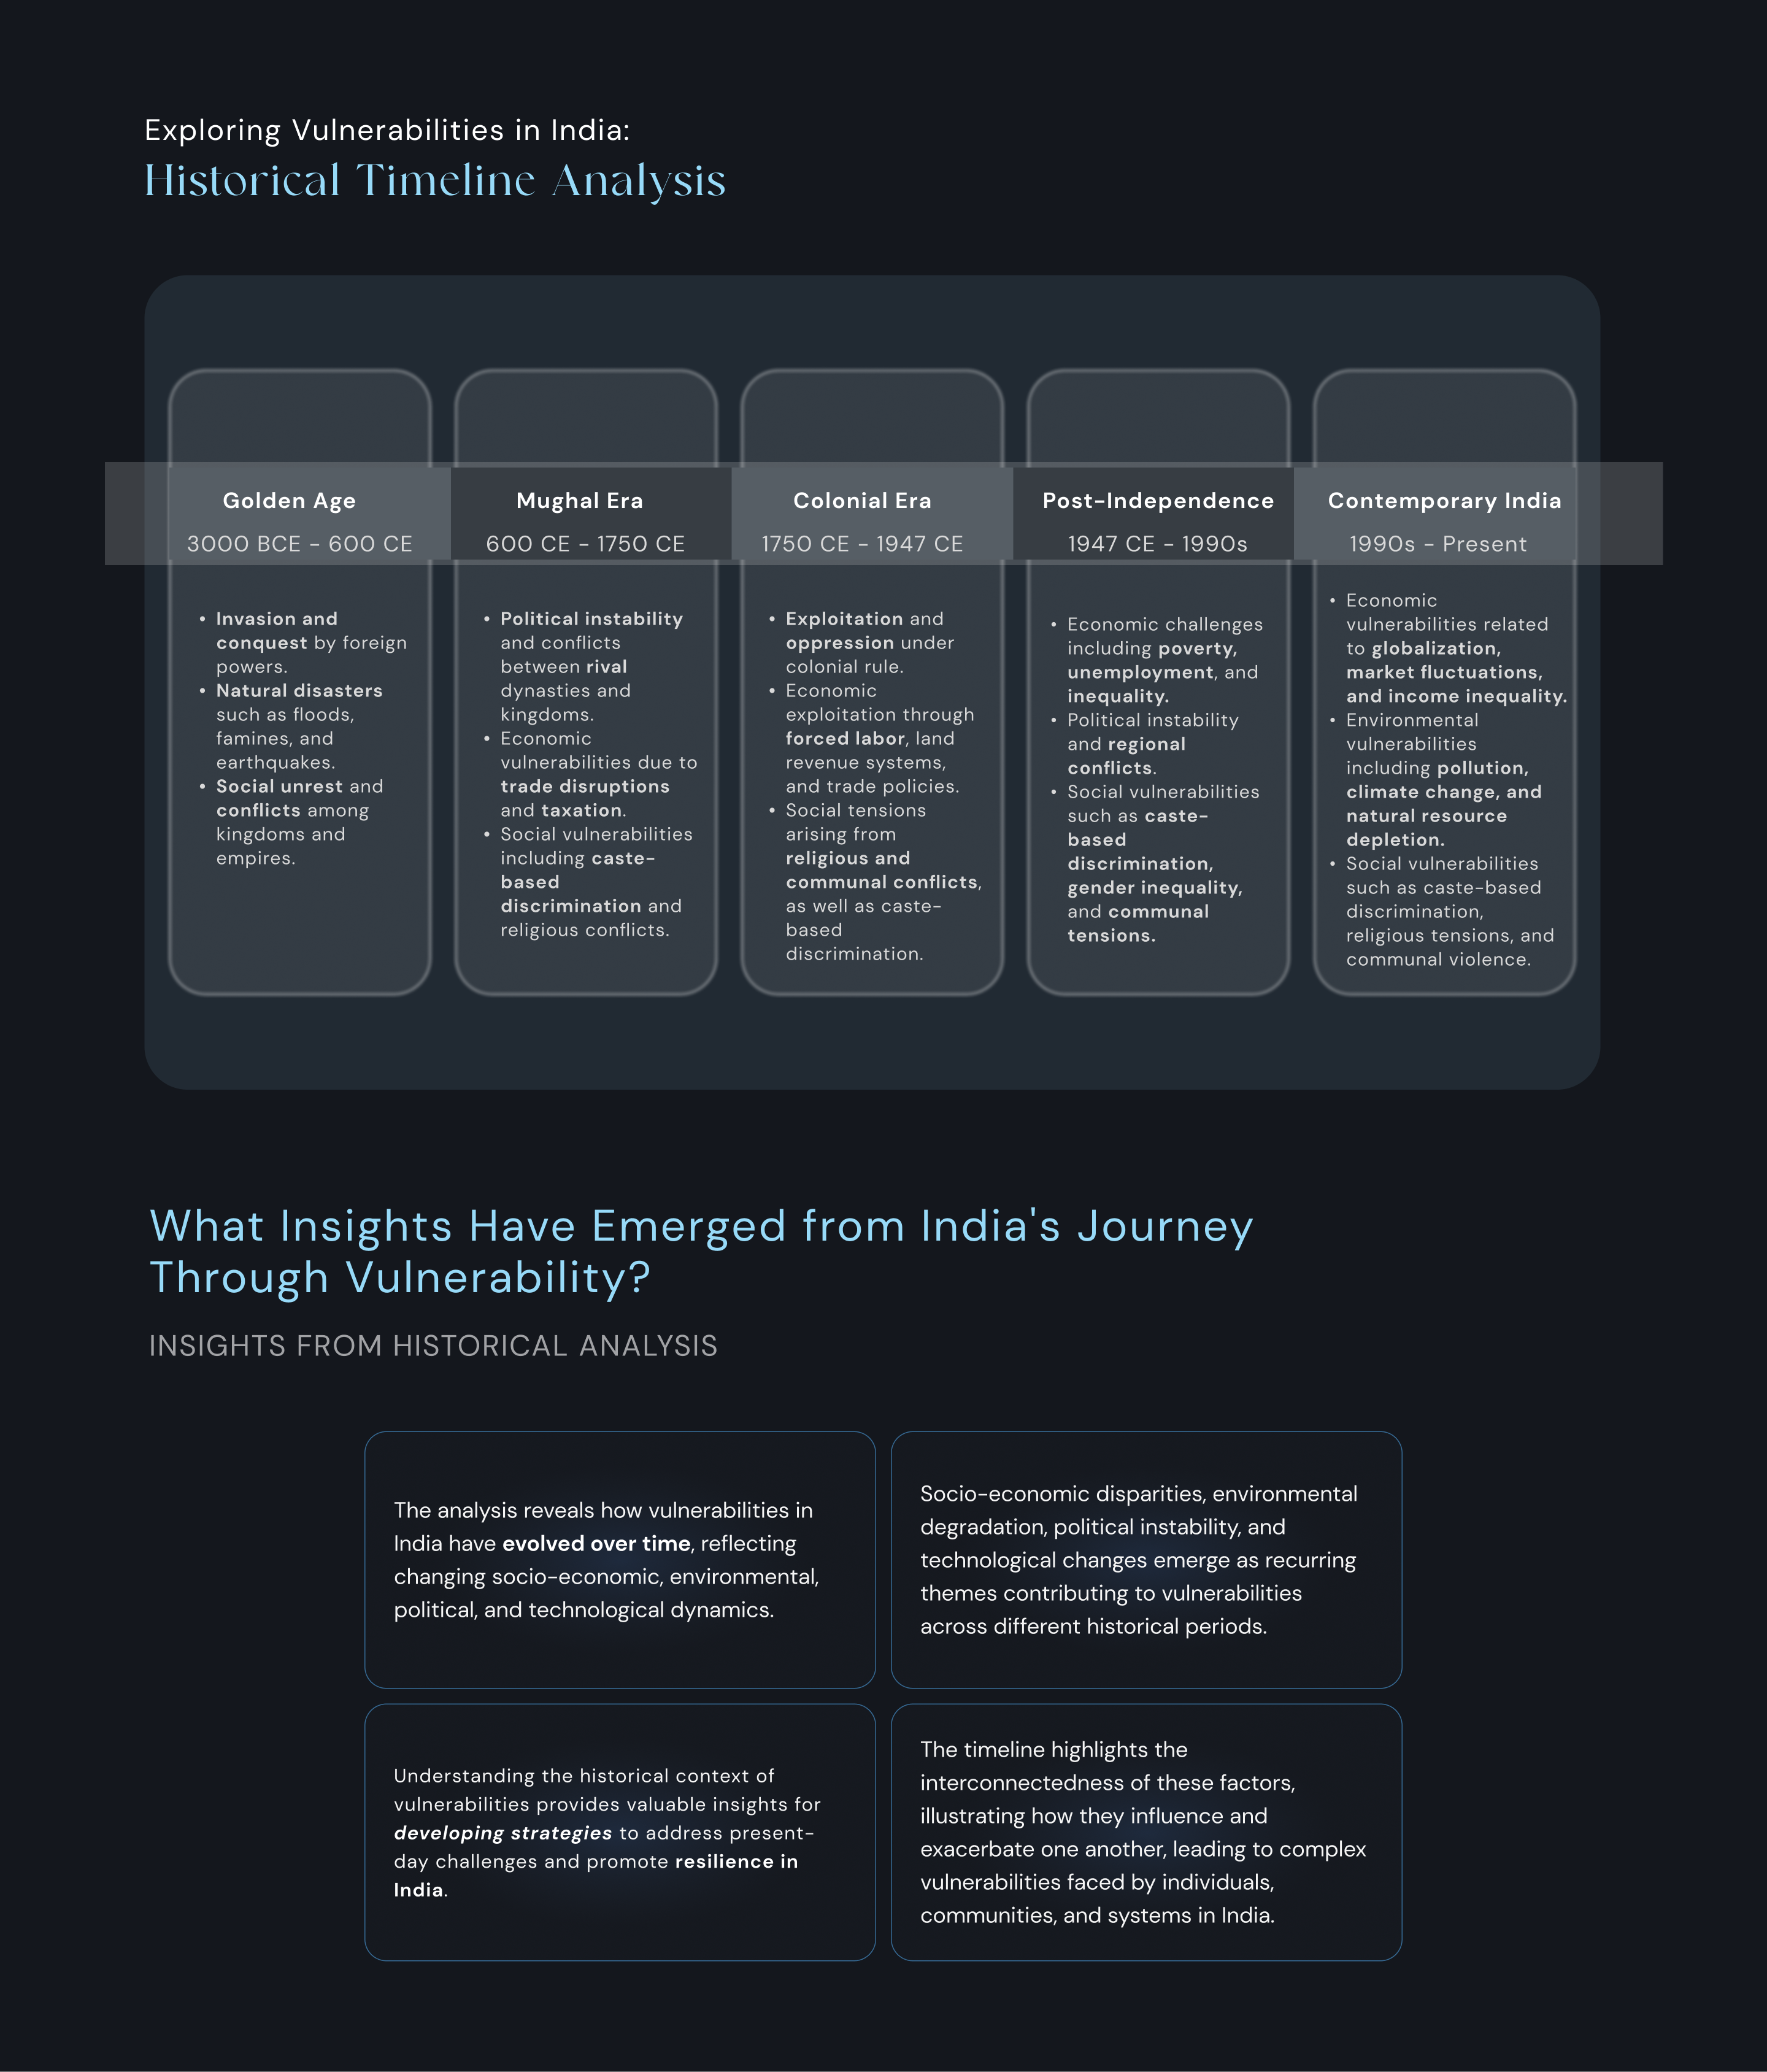 Exploring Vulnerabilities in India:
Historical Timeline Analysis
Golden Age
3000 BCE - 600 CE
• Invasion and
conquest by foreign
powers.
• Natural disasters
such as floods,
famines, and
earthquakes.
• Social unrest and
conflicts among
kingdoms and
empires.
Mughal Era
600 CE - 1750 CE
• Political instability
and conflicts
between rival
dynasties and
kingdoms.
• Economic
vulnerabilities due to
trade disruptions
and taxation.
• Social vulnerabilities
including caste-
based
discrimination and
religious conflicts.
Colonial Era
1750 CE - 1947 CE
• Exploitation and
oppression under
colonial rule.
• Economic
exploitation through
forced labor, land
revenue systems,
and trade policies.
• Social tensions
arising from
religious and
communal conflicts,
as well as caste-
based
discrimination.
Post-Independence
1947 CE - 1990s
• Economic challenges
including poverty,
unemployment, and
inequality.
• Political instability
and regional
conflicts.
• Social vulnerabilities
such as caste-
based
discrimination,
gender inequality,
and communal
tensions.
Contemporary India
1990s - Present
• Economic
vulnerabilities related
to globalization,
market fluctuations,
and income inequality.
• Environmental
vulnerabilities
including pollution,
climate change, and
natural resource
depletion.
• Social vulnerabilities
such as caste-based
discrimination,
religious tensions, and
communal violence.
What Insights Have Emerged from India's Journey
Through Vulnerability?
INSIGHTS FROM HISTORICAL ANALYSIS
The analysis reveals how vulnerabilities in
India have evolved over time, reflecting
changing socio-economic, environmental,
political, and technological dynamics.
Socio-economic disparities, environmental
degradation, political instability, and
technological changes emerge as recurring
themes contributing to vulnerabilities
across different historical periods.
Understanding the historical context of
vulnerabilities provides valuable insights for
developing strategies to address present-
day challenges and promote resilience in
India.
The timeline highlights the
interconnectedness of these factors,
illustrating how they influence and
exacerbate one another, leading to complex
vulnerabilities faced by individuals,
communities, and systems in India.